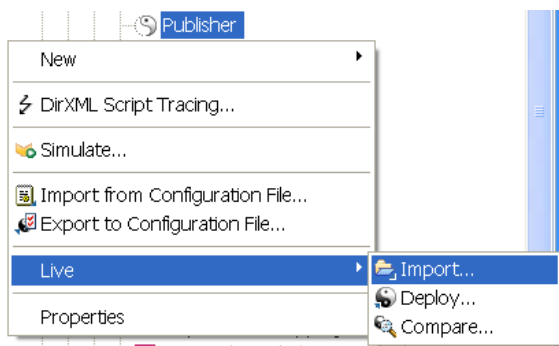 Publisher
New
DirXML Script Tracing...
Simulate...
Import from Configuration File...
Export to Configuration File...
Live
Import...
Deploy...
Properties
Compare...